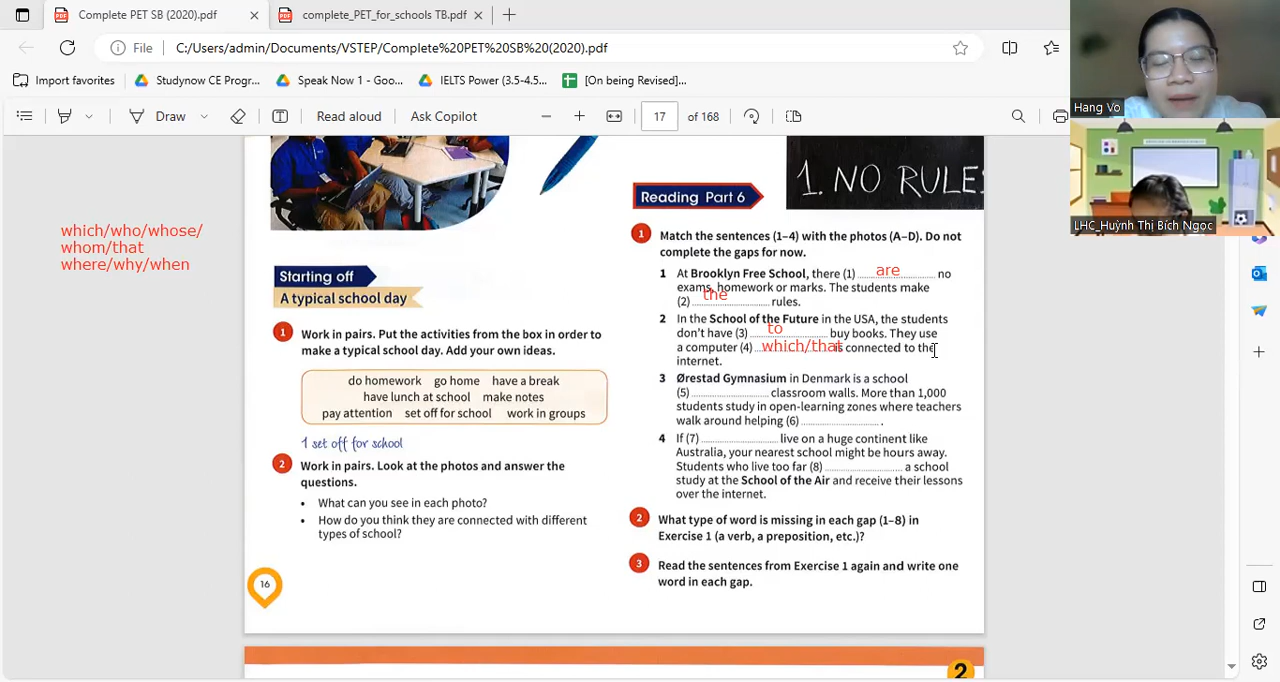 Complete PET SB (2020).pdf
complete_PET_for_schools TB.pdf
File
C:/Users/admin/Documents/VSTEP/Complete%20PET%20SB%20(2020).pdf
Import favorites
Studynow CE Progr...
Speak Now 1 - Goo...
IELTS Power (3.5-4.5...
[On being Revised]...
Draw
Read aloud
Ask Copilot
17
of 168
Hang Vo
LHC_Huỳnh Thị Bích Ngọc
which/who/whose/
whom/that
where/why/when
Starting off
A typical school day
1 Work in pairs. Put the activities from the box in order to
make a typical school day. Add your own ideas.
do homework go home have a break
have lunch at school make notes
pay attention set off for school work in groups
1 set off for school
2 Work in pairs. Look at the photos and answer the
questions.
• What can you see in each photo?
• How do you think they are connected with different
types of school?
16
1. NO RULES
Reading Part 6
1 Match the sentences (1–4) with the photos (A–D). Do not
complete the gaps for now.
1 At Brooklyn Free School, there (1) are no
exams, homework or marks. The students make
(2) the rules.
2 In the School of the Future in the USA, the students
don't have (3) to buy books. They use
a computer (4) which/that is connected to the
internet.
3 Ørestad Gymnasium in Denmark is a school
(5) ........................ classroom walls. More than 1,000
students study in open-learning zones where teachers
walk around helping (6) ........................ .
4 If (7) ........................ live on a huge continent like
Australia, your nearest school might be hours away.
Students who live too far (8) ........................ a school
study at the School of the Air and receive their lessons
over the internet.
2 What type of word is missing in each gap (1–8) in
Exercise 1 (a verb, a preposition, etc.)?
3 Read the sentences from Exercise 1 again and write one
word in each gap.
2